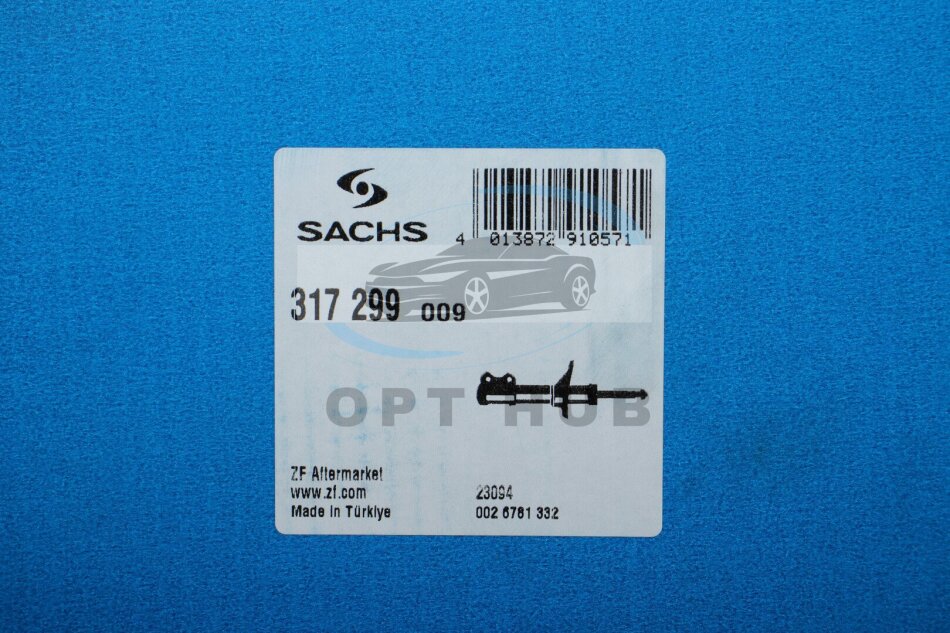 SACHS
4 013872 910571
317 299 009
OPT HUB
ZF Aftermarket
www.zf.com
Made in Türkiye
23094
002 6781 332